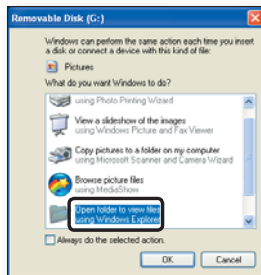 Removable Disk (G:)
Windows can perform the same action each time you insert
a disk or connect a device with this kind of file:
Pictures
What do you want Windows to do?
using Photo Printing Wizard
View a slideshow of the images
using Windows Picture and Fax Viewer
Copy pictures to a folder on my computer
using Microsoft Scanner and Camera Wizard
Browse picture files
using MediaShow
Open folder to view files
using Windows Explorer
Always do the selected action.
OK
Cancel